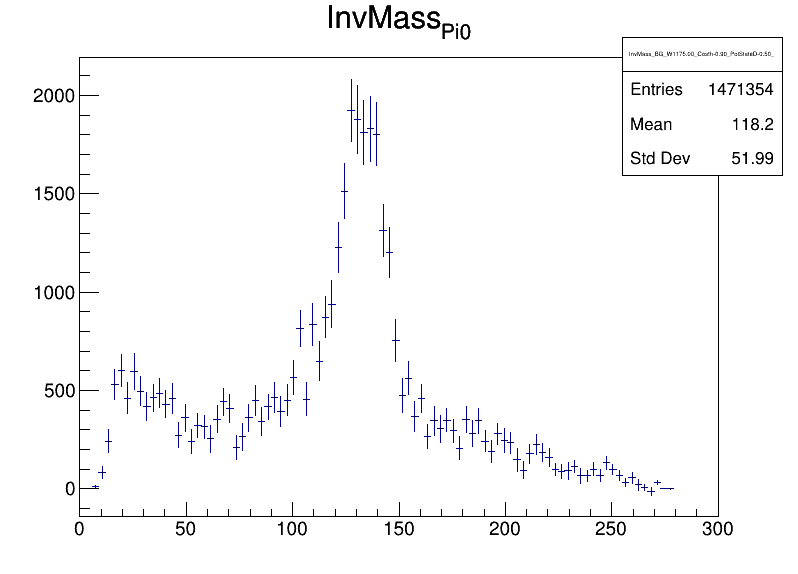 InvMass_Pi0
InvMass_BG_W1175.00_Costh-0.90_PolStateD-0.50_
Entries 1471354
Mean 118.2
Std Dev 51.99
2000
1500
1000
500
0
0 50 100 150 200 250 300